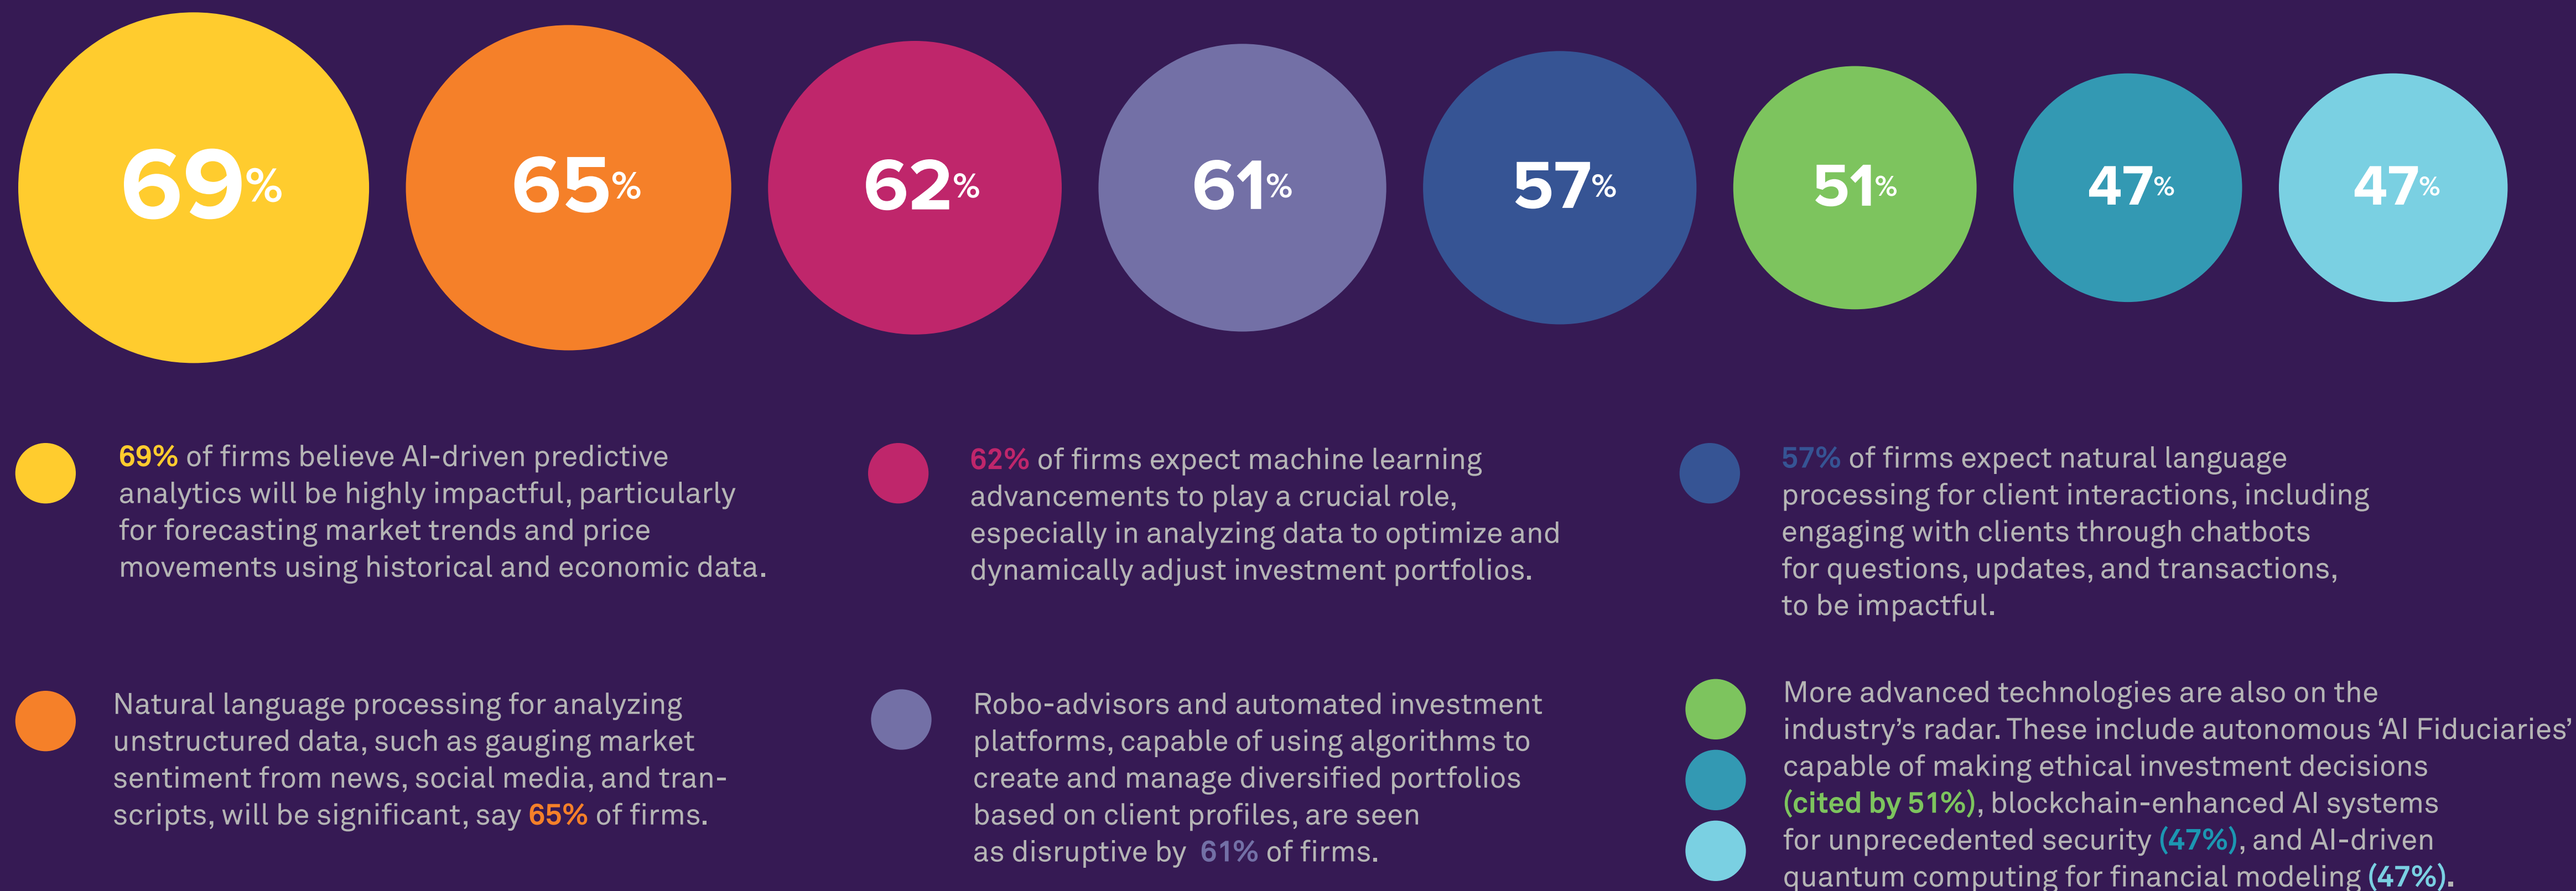 69%
65%
62%
61%
57%
51%
47%
47%
69% of firms believe AI-driven predictive
analytics will be highly impactful, particularly
for forecasting market trends and price
movements using historical and economic data.
Natural language processing for analyzing
unstructured data, such as gauging market
sentiment from news, social media, and tran-
scripts, will be significant, say 65% of firms.
62% of firms expect machine learning
advancements to play a crucial role,
especially in analyzing data to optimize and
dynamically adjust investment portfolios.
Robo-advisors and automated investment
platforms, capable of using algorithms to
create and manage diversified portfolios
based on client profiles, are seen
as disruptive by 61% of firms.
57% of firms expect natural language
processing for client interactions, including
engaging with clients through chatbots
for questions, updates, and transactions,
to be impactful.
More advanced technologies are also on the
industry’s radar. These include autonomous ‘AI Fiduciaries’
capable of making ethical investment decisions
(cited by 51%), blockchain-enhanced AI systems
for unprecedented security (47%), and AI-driven
quantum computing for financial modeling (47%).